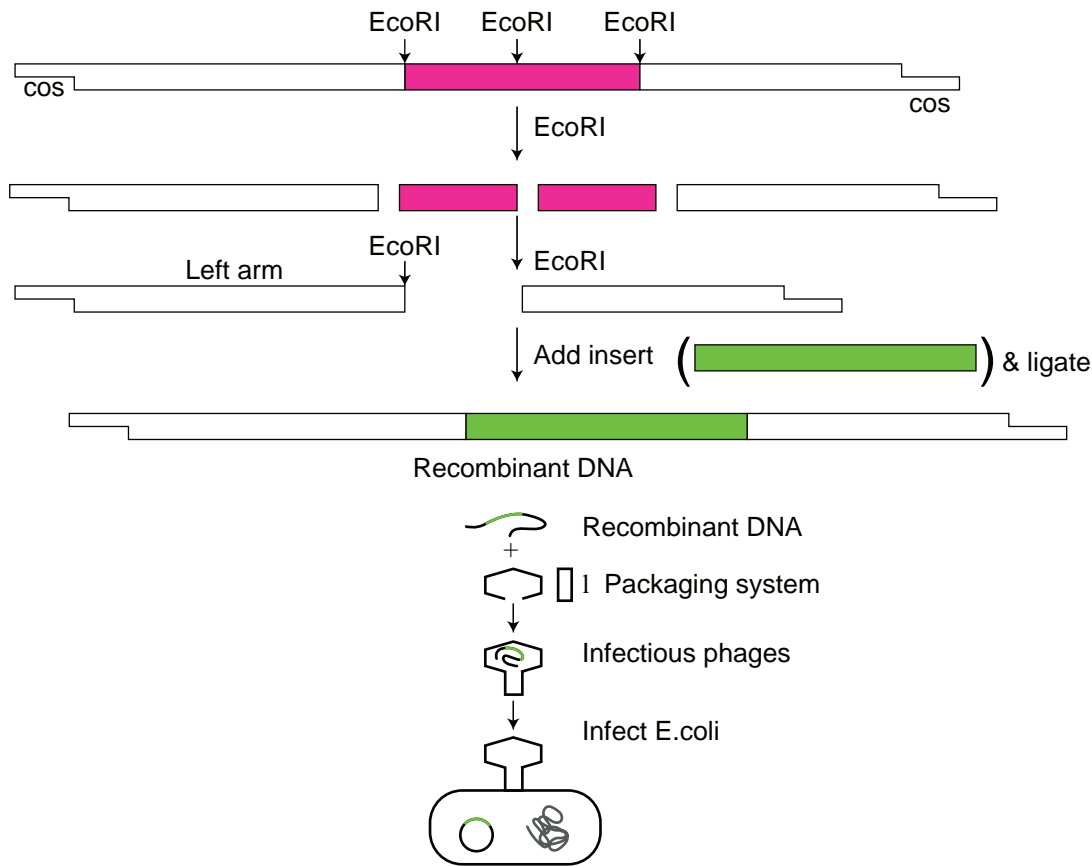 EcoRI EcoRI EcoRI
cos
cos
EcoRI
EcoRI
Left arm
EcoRI
Add insert ( ) & ligate
Recombinant DNA
Recombinant DNA
+
l Packaging system
Infectious phages
Infect E.coli